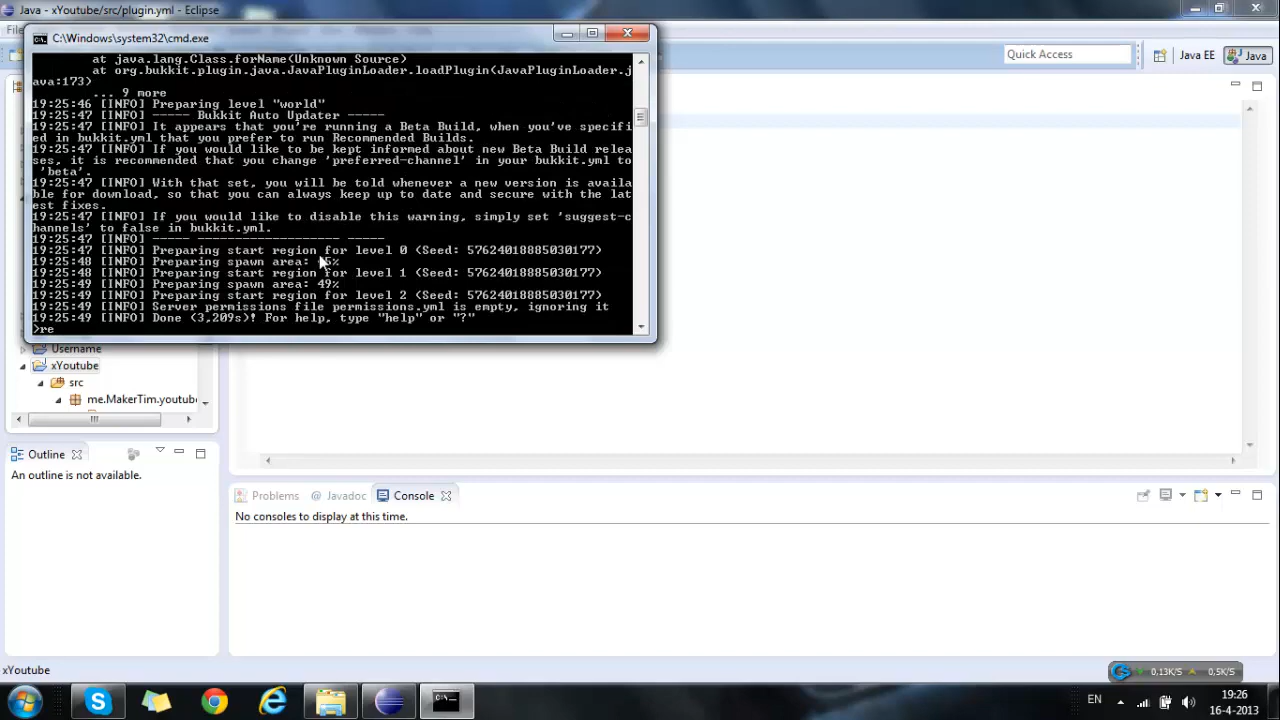 Java - xYoutube/src/plugin.yml - Eclipse
C:\Windows\system32\cmd.exe
at java.lang.Class.forName(Unknown Source)
at org.bukkit.plugin.java.JavaPluginLoader.loadPlugin(JavaPluginLoader.j
ava:173)
... 9 more
19:25:46 [INFO] Preparing level "world"
19:25:47 [INFO] ----- Bukkit Auto Updater -----
19:25:47 [INFO] It appears that you're running a Beta Build, when you've specifi
ed in bukkit.yml that you prefer to run Recommended Builds.
19:25:47 [INFO] If you would like to be kept informed about new Beta Build relea
ses, it is recommended that you change 'preferred-channel' in your bukkit.yml to
'beta'.
19:25:47 [INFO] With that set, you will be told whenever a new version is availa
ble for download, so that you can always keep up to date and secure with the lat
est fixes.
19:25:47 [INFO] If you would like to disable this warning, simply set 'suggest-c
hannels' to false in bukkit.yml.
19:25:47 [INFO] ----- ------------------- -----
19:25:47 [INFO] Preparing start region for level 0 (Seed: 57624018885030177)
19:25:48 [INFO] Preparing spawn area:
19:25:48 [INFO] Preparing start region for level 1 (Seed: 57624018885030177)
19:25:49 [INFO] Preparing spawn area: 49%
19:25:49 [INFO] Preparing start region for level 2 (Seed: 57624018885030177)
19:25:49 [INFO] Server permissions file permissions.yml is empty, ignoring it
19:25:49 [INFO] Done (3,209s)! For help, type "help" or "?"
>re
Quick Access
Java EE
Java
Username
xYoutube
src
me.MakerTim.youtub
Outline
An outline is not available.
Problems
@ Javadoc
Console
No consoles to display at this time.
xYoutube
0,13K/S
0,5K/S
EN
19:26
16-4-2013